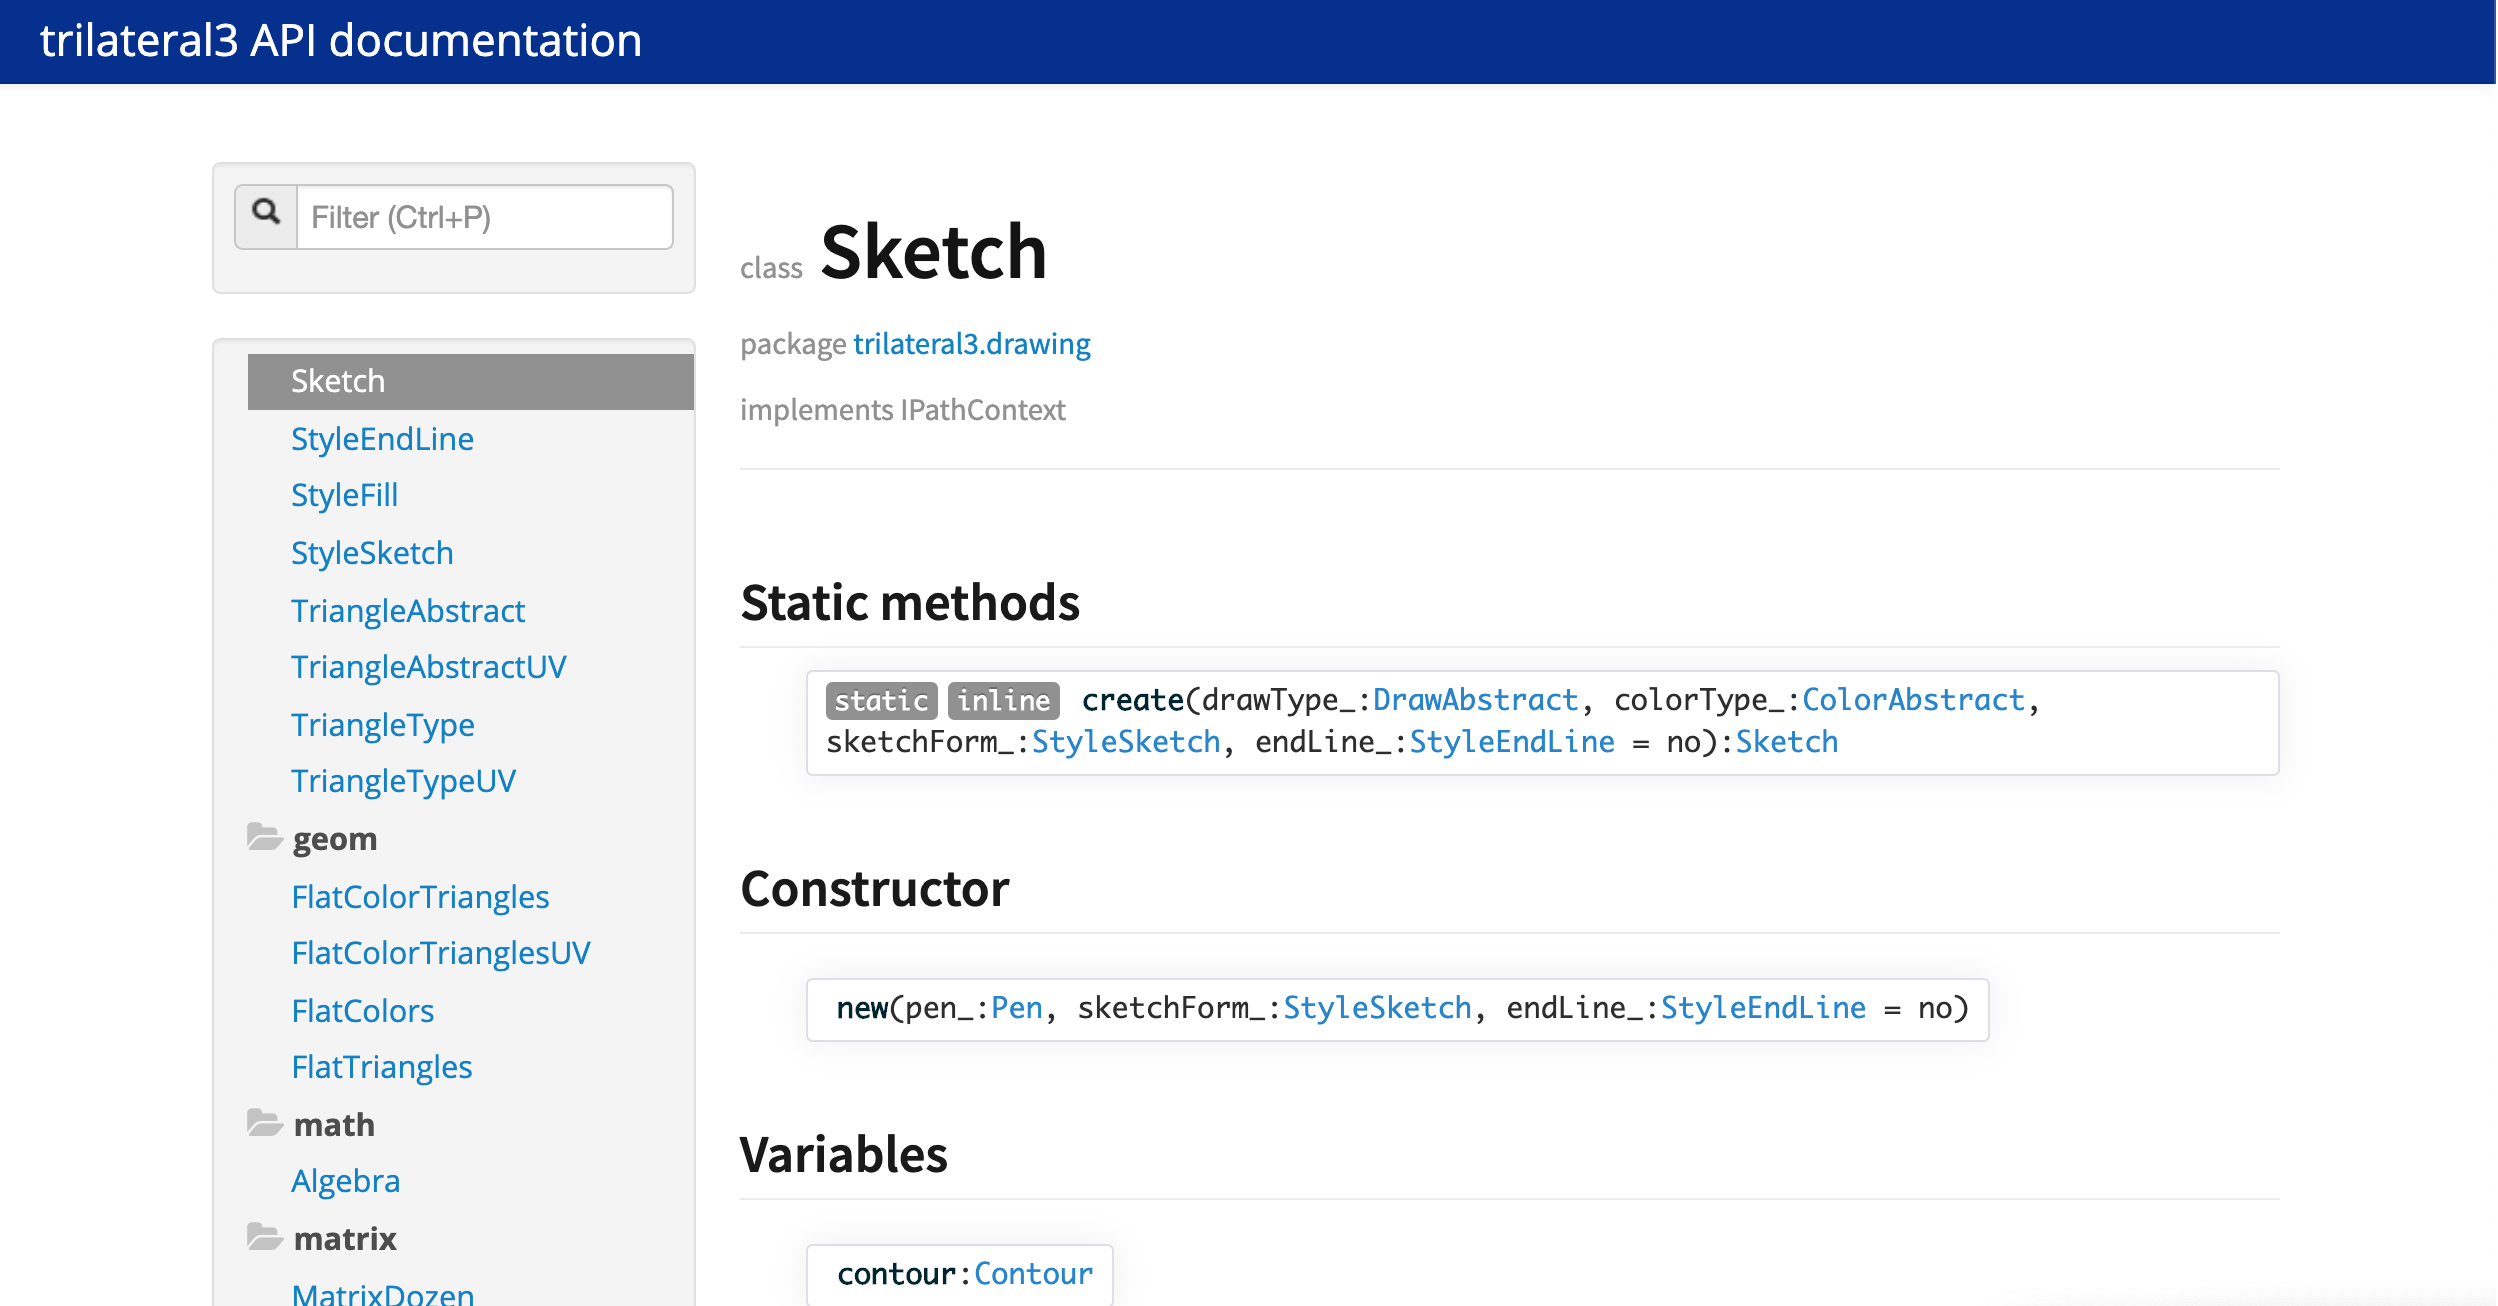 trilateral3 API documentation
Filter (Ctrl+P)
Sketch
StyleEndLine
StyleFill
StyleSketch
TriangleAbstract
TriangleAbstractUV
TriangleType
TriangleTypeUV
geom
FlatColorTriangles
FlatColorTrianglesUV
FlatColors
FlatTriangles
math
Algebra
matrix
MatrixDozen
class Sketch
package trilateral3.drawing
implements IPathContext
Static methods
static inline create(drawType_:DrawAbstract, colorType_:ColorAbstract,
sketchForm_:StyleSketch, endLine_:StyleEndLine = no):Sketch
Constructor
new(pen_:Pen, sketchForm_:StyleSketch, endLine_:StyleEndLine = no)
Variables
contour:Contour